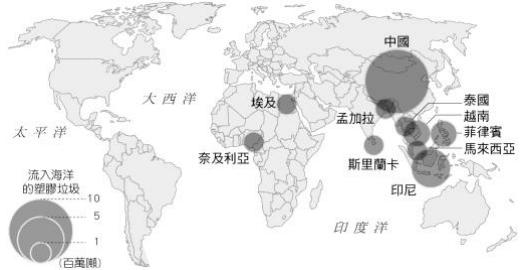 中國
大西洋
埃及
孟加拉
泰國
越南
菲律賓
馬來西亞
太平洋
奈及利亞
斯里蘭卡
印尼
印度洋
流入海洋
的塑膠垃圾
10
5
1
(百萬噸)